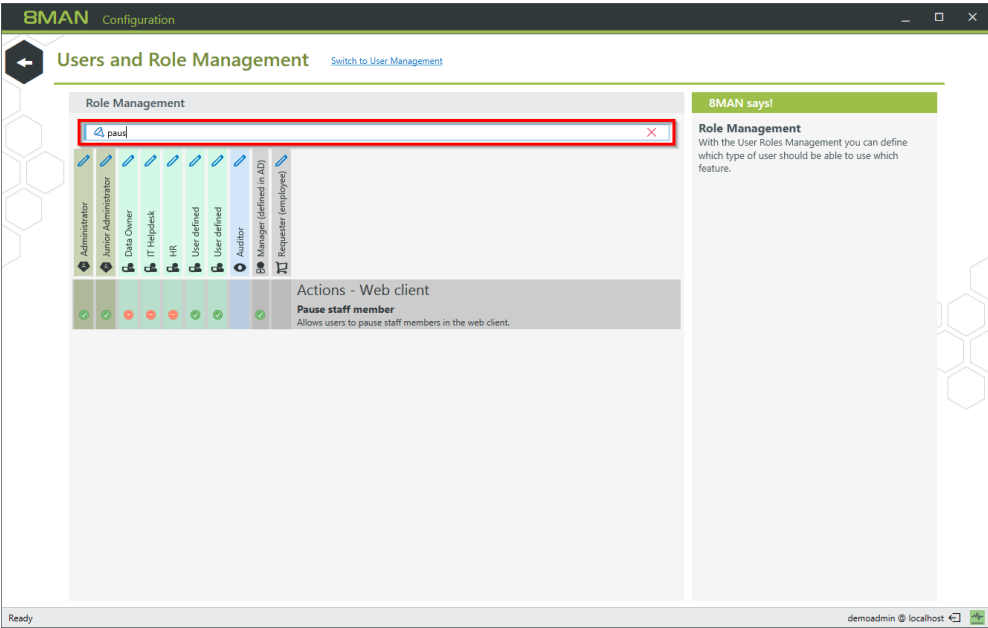 8MAN Configuration
Users and Role Management Switch to User Management
Role Management
paus
Administrator
Junior Administrator
Data Owner
IT Helpdesk
HR
User defined
User defined
Auditor
Manager (defined in AD)
Requester (employee)
Actions - Web client
Pause staff member
Allows users to pause staff members in the web client.
8MAN says!
Role Management
With the User Roles Management you can define
which type of user should be able to use which
feature.
Ready
demoadmin @ localhost